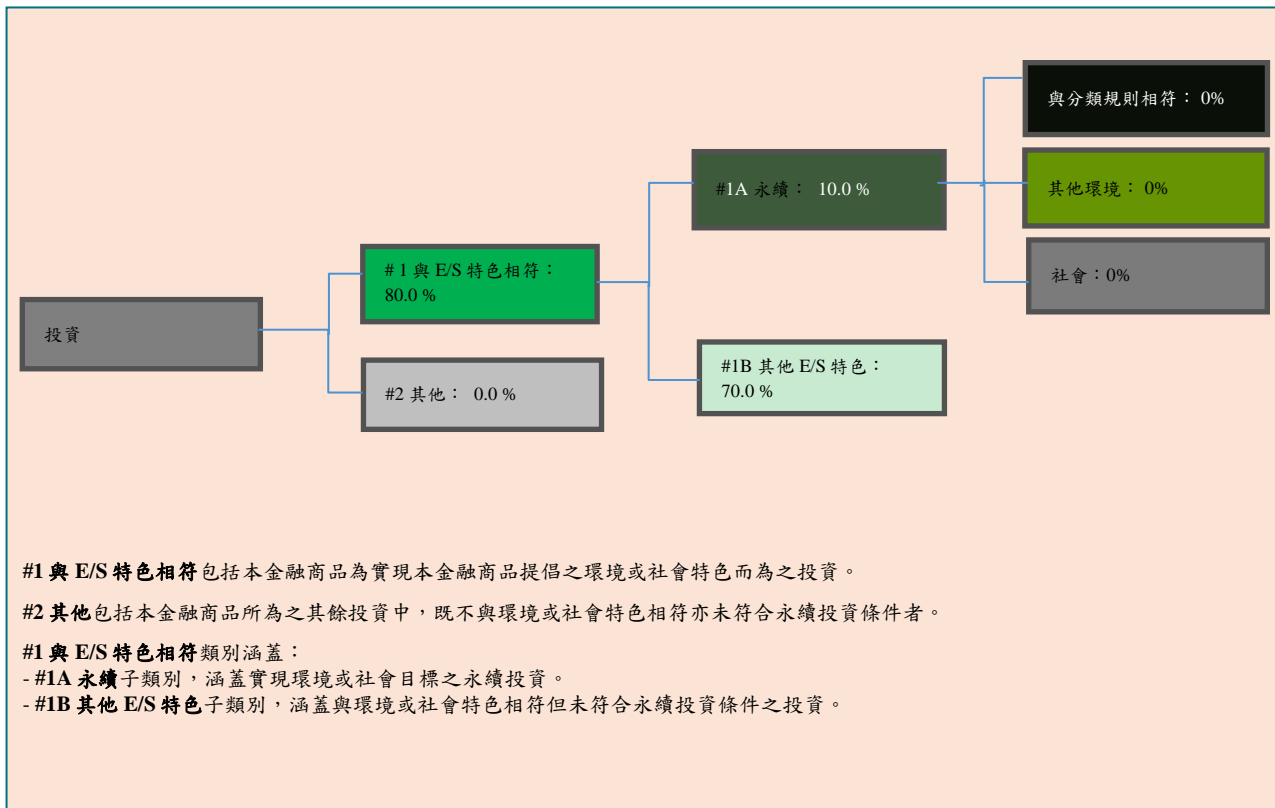 與分類規則相符： 0%
#1A 永續： 10.0 %
其他環境： 0%
# 1 與 E/S 特色相符：
80.0 %
社會：0%
投資
#1B 其他 E/S 特色：
70.0 %
#2 其他： 0.0 %
#1 與 E/S 特色相符包括本金融商品為實現本金融商品提倡之環境或社會特色而為之投資。
#2 其他包括本金融商品所為之其餘投資中，既不與環境或社會特色相符亦未符合永續投資條件者。
#1 與 E/S 特色相符類別涵蓋：
- #1A 永續子類別，涵蓋實現環境或社會目標之永續投資。
- #1B 其他 E/S 特色子類別，涵蓋與環境或社會特色相符但未符合永續投資條件之投資。